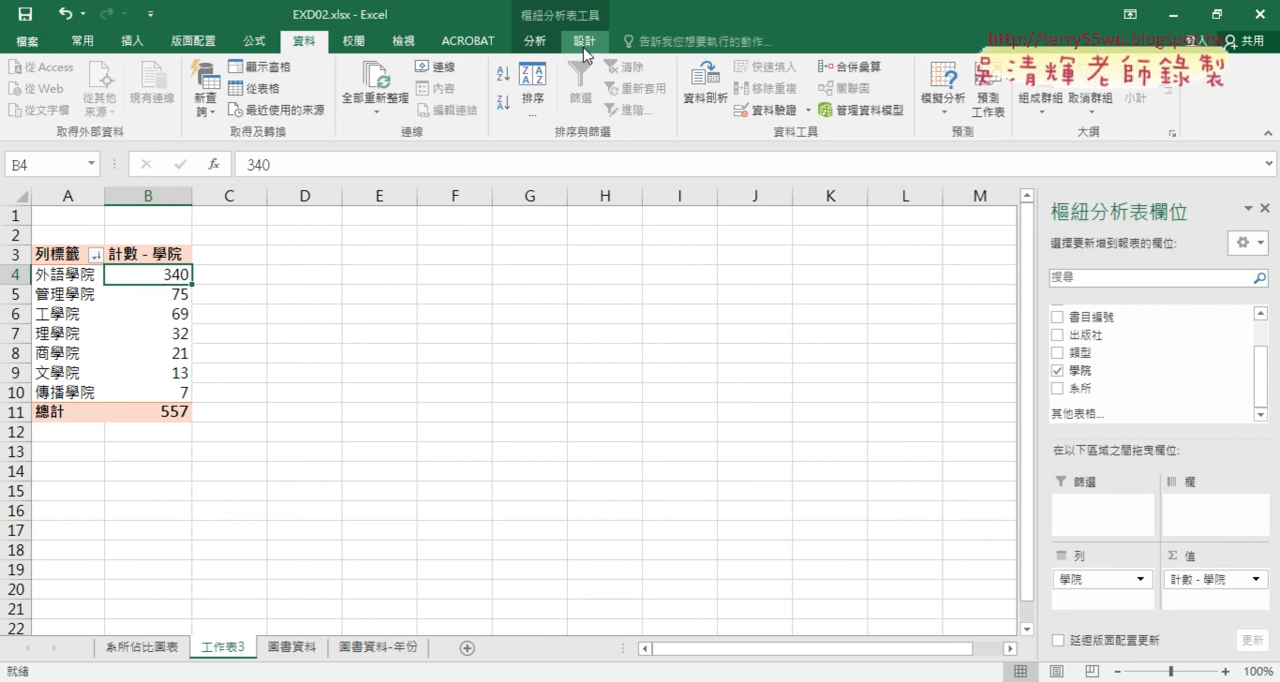 EXD02.xlsx - Excel
樞紐分析表工具
http://terry55wu.blogspot.tw
吳清輝老師錄製
檔案 常用 插入 版面配置 公式 資料 校閱 檢視 ACROBAT 分析 設計 告訴我您想要執行的動作... 登入 共用
從 Access
從 Web
從文字檔
從其他來源
現有連線
取得外部資料
新查詢
顯示窗格
從表格
最近使用的來源
取得及轉換
全部重新整理
連線
內容
編輯連結
連線
排序...
篩選
清除
重新套用
進階...
排序與篩選
資料剖析
快速填入
移除重複
資料驗證
合併彙算
關聯圖
管理資料模型
資料工具
模擬分析
預測工作表
預測
組成群組
取消群組
小計
大綱
B4 fx 340
A B C D E F G H I J K L M
1
2
3 列標籤 計數 - 學院
4 外語學院 340
5 管理學院 75
6 工學院 69
7 理學院 32
8 商學院 21
9 文學院 13
10 傳播學院 7
11 總計 557
12
13
14
15
16
17
18
19
20
21
22
樞紐分析表欄位
選擇要新增到報表的欄位:
搜尋
書目編號
出版社
類型
學院
系所
其他表格...
在以下區域之間拖曳欄位:
篩選 欄
列 Σ 值
學院 計數 - 學院
延遲版面配置更新 更新
系所佔比圖表 工作表3 圖書資料 圖書資料-年份
就緒 100%